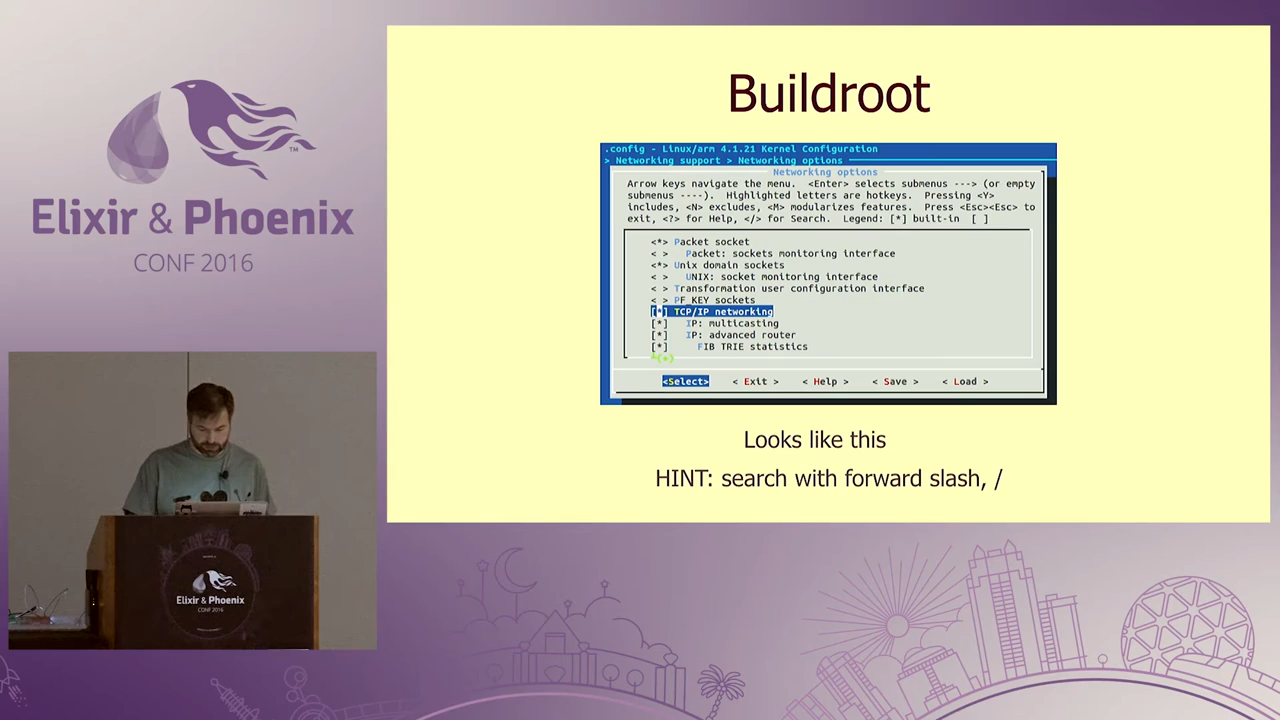 Elixir & Phoenix
CONF 2016
TM
Buildroot
.config - Linux/arm 4.1.21 Kernel Configuration
> Networking support > Networking options
Networking options
Arrow keys navigate the menu. <Enter> selects submenus ---> (or empty
submenus ----). Highlighted letters are hotkeys. Pressing <Y>
includes, <N> excludes, <M> modularizes features. Press <Esc><Esc> to
exit, <?> for Help, </> for Search. Legend: [*] built-in [ ]
<*> Packet socket
< > Packet: sockets monitoring interface
<*> Unix domain sockets
< > UNIX: socket monitoring interface
< > Transformation user configuration interface
< > PF_KEY sockets
[*] TCP/IP networking
[*] IP: multicasting
[*] IP: advanced router
[*] FIB TRIE statistics
<Select> < Exit > < Help > < Save > < Load >
Looks like this
HINT: search with forward slash, /
Elixir & Phoenix
CONF 2016